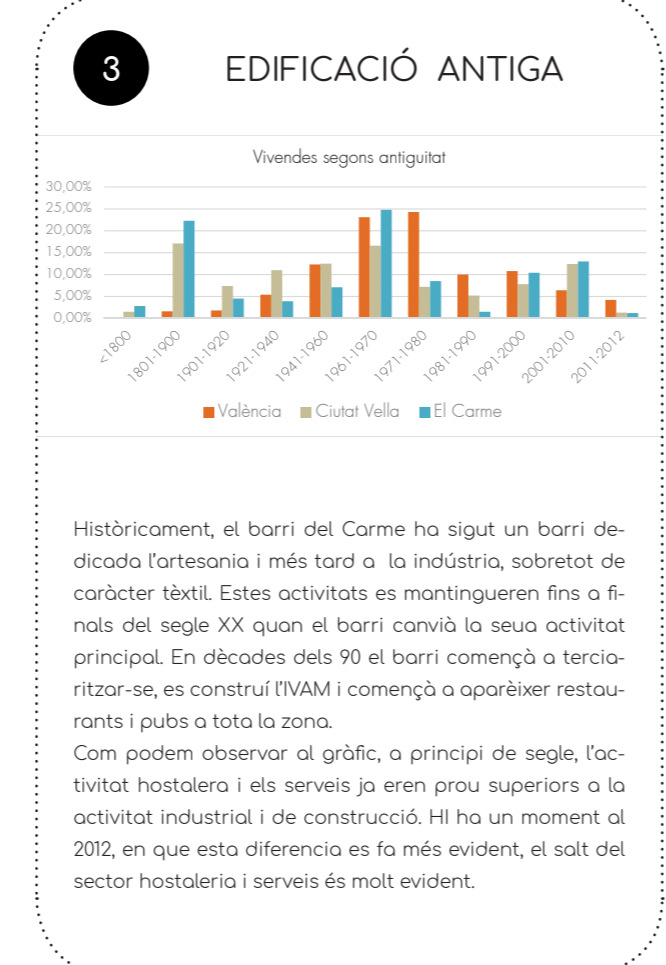 3
EDIFICACIÓ ANTIGA
Vivendes segons antiguitat
30,00%
25,00%
20,00%
15,00%
10,00%
5,00%
0,00%
<1800
1801-1900
1901-1920
1921-1940
1941-1960
1961-1970
1971-1980
1981-1990
1991-2000
2001-2010
2011-2012
València Ciutat Vella El Carme
Històricament, el barri del Carme ha sigut un barri de-
dicada l'artesania i més tard a la indústria, sobretot de
caràcter tèxtil. Estes activitats es mantingueren fins a fi-
nals del segle XX quan el barri canvià la seua activitat
principal. En dècades dels 90 el barri començà a tercia-
ritzar-se, es construí l'IVAM i començà a aparèixer restau-
rants i pubs a tota la zona.
Com podem observar al gràfic, a principi de segle, l'ac-
tivitat hostalera i els serveis ja eren prou superiors a la
activitat industrial i de construcció. HI ha un moment al
2012, en que esta diferencia es fa més evident, el salt del
sector hostaleria i serveis és molt evident.